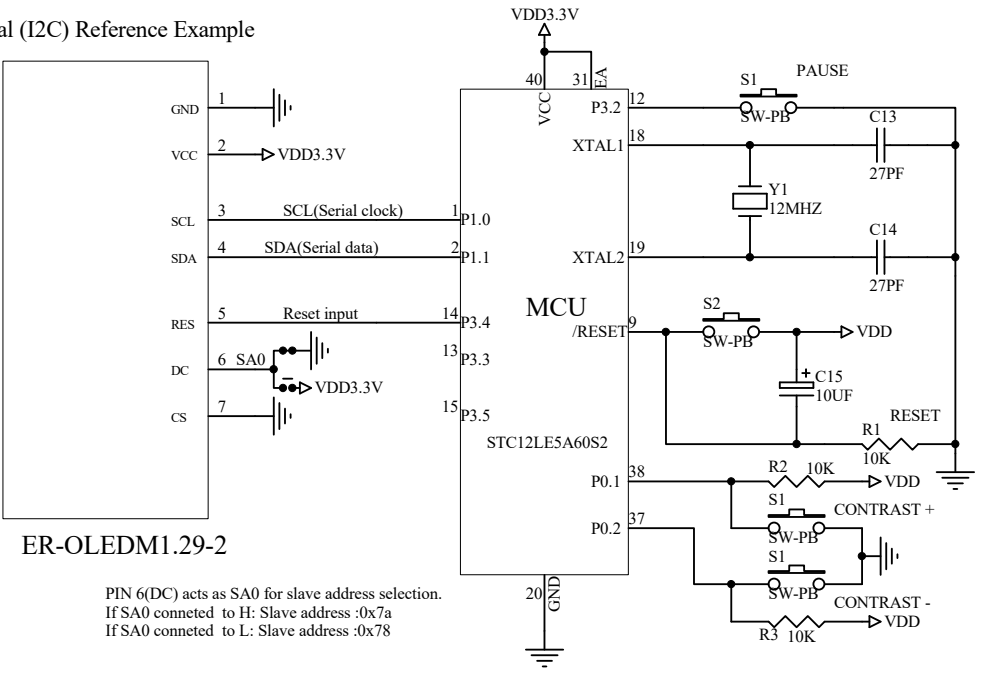 al (I2C) Reference Example
VDD3.3V
40
31
VCC
EA
GND
1
VCC
2
VDD3.3V
SCL
3
SCL(Serial clock)
1
P1.0
SDA
4
SDA(Serial data)
2
P1.1
RES
5
Reset input
14
P3.4
DC
6
SA0
VDD3.3V
13
P3.3
CS
7
15
P3.5
ER-OLEDM1.29-2
MCU
STC12LE5A60S2
P3.2
12
S1
PAUSE
SW-PB
XTAL1
18
C13
27PF
Y1
12MHZ
XTAL2
19
C14
27PF
/RESET
9
S2
SW-PB
VDD
C15
10UF
RESET
R1
10K
P0.1
38
R2
10K
VDD
S1
CONTRAST +
SW-PB
P0.2
37
S1
SW-PB
CONTRAST -
VDD
R3
10K
20
GND
PIN 6(DC) acts as SA0 for slave address selection.
If SA0 conneted to H: Slave address :0x7a
If SA0 conneted to L: Slave address :0x78